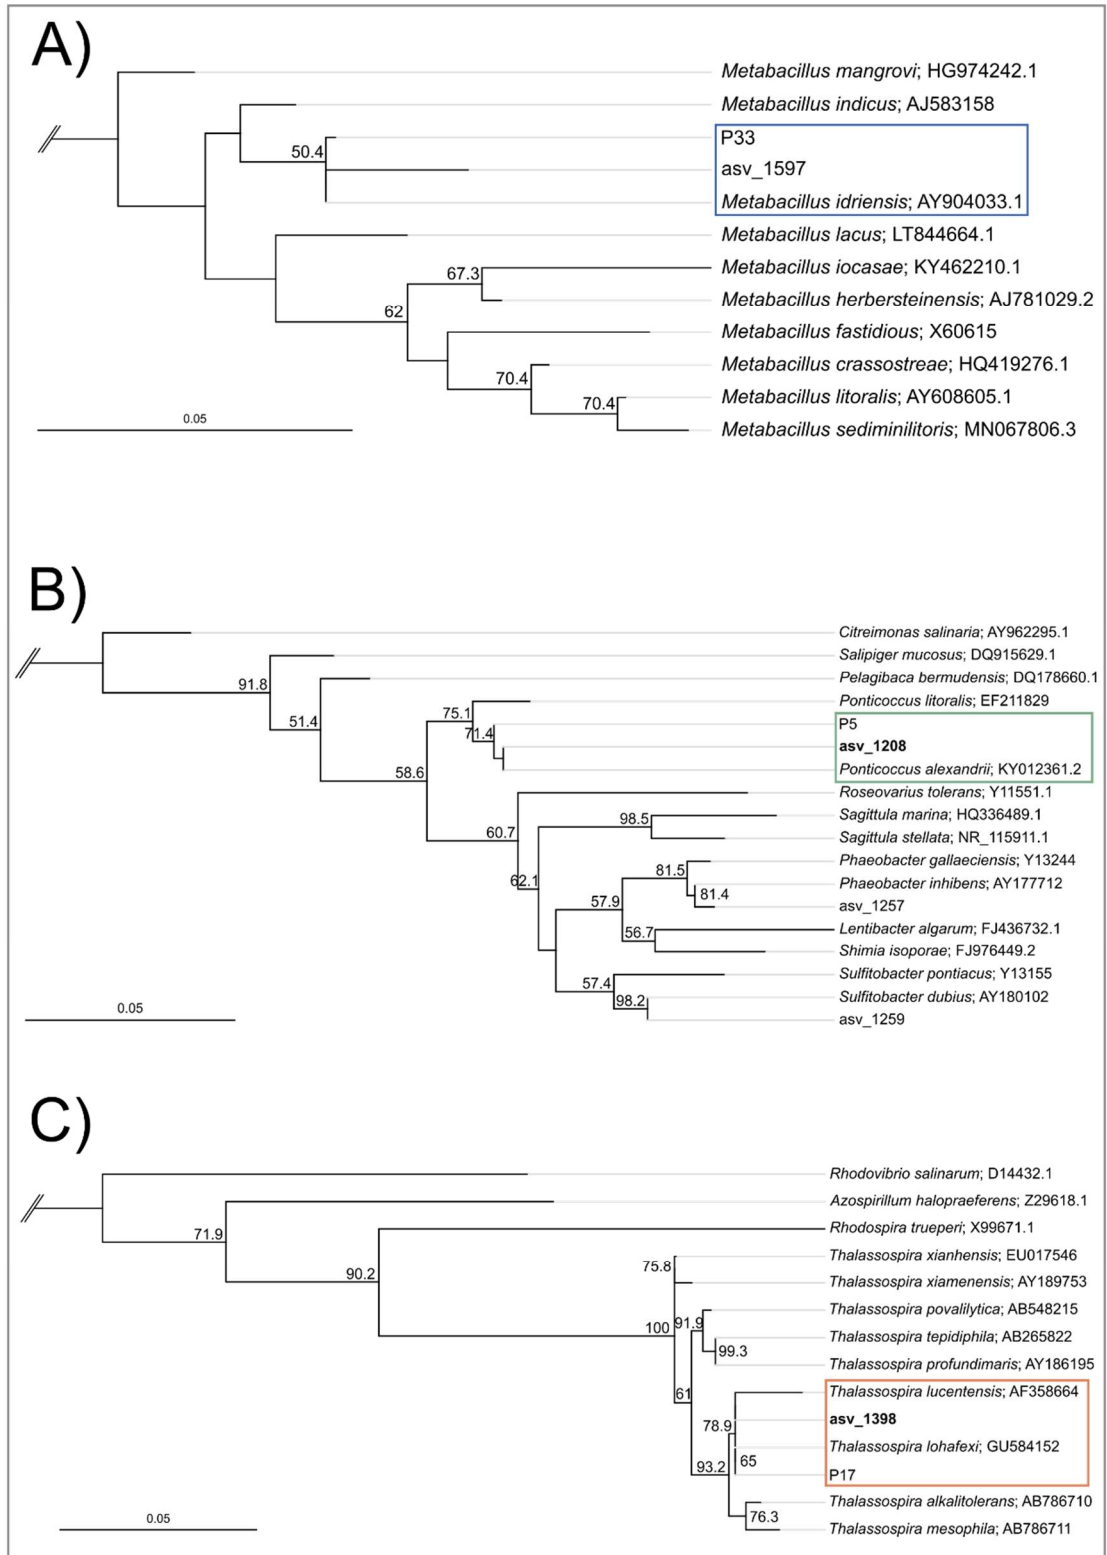 A)
Metabacillus mangrovi; HG974242.1
Metabacillus indicus; AJ583158
P33
50.4
asv_1597
Metabacillus idriensis; AY904033.1
Metabacillus lacus; LT844664.1
67.3
Metabacillus iocasae; KY462210.1
Metabacillus herbersteinensis; AJ781029.2
62
Metabacillus fastidious; X60615
Metabacillus crassostreae; HQ419276.1
70.4
Metabacillus litoralis; AY608605.1
70.4
Metabacillus sediminilitoris; MN067806.3
0.05
B)
Citreimonas salinaria; AY962295.1
Salipiger mucosus; DQ915629.1
91.8
Pelagibaca bermudensis; DQ178660.1
Ponticoccus litoralis; EF211829
75.1
51.4
P5
71.4
asv_1208
58.6
Ponticoccus alexandrii; KY012361.2
Roseovarius tolerans; Y11551.1
98.5
Sagittula marina; HQ336489.1
60.7
Sagittula stellata; NR_115911.1
Phaeobacter gallaeciensis; Y13244
81.5
62.1
Phaeobacter inhibens; AY177712
81.4
57.9
asv_1257
Lentibacter algarum; FJ436732.1
56.7
Shimia isoporae; FJ976449.2
Sulfitobacter pontiacus; Y13155
57.4
Sulfitobacter dubius; AY180102
98.2
asv_1259
0.05
C)
Rhodovibrio salinarum; D14432.1
Azospirillum halopraeferens; Z29618.1
71.9
Rhodospira trueperi; X99671.1
Thalassospira xianhensis; EU017546
75.8
90.2
Thalassospira xiamenensis; AY189753
Thalassospira povalilytica; AB548215
100
91.9
Thalassospira tepidiphila; AB265822
99.3
Thalassospira profundimaris; AY186195
61
Thalassospira lucentensis; AF358664
asv_1398
78.9
Thalassospira lohafexi; GU584152
65
93.2
P17
Thalassospira alkalitolerans; AB786710
76.3
Thalassospira mesophila; AB786711
0.05